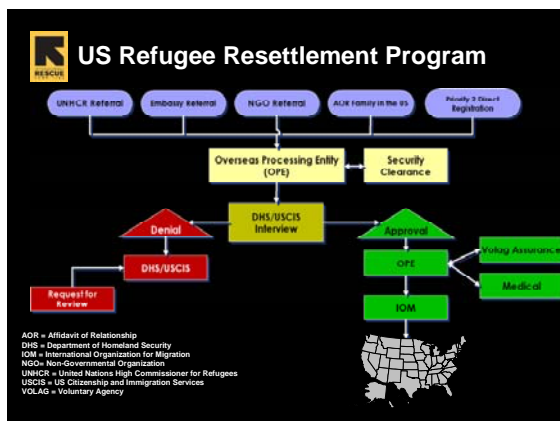 RESCUE
US Refugee Resettlement Program
UNHCR Referral
Embassy Referral
NGO Referral
AOR Family in the US
Priority 2 Direct
Registration
Overseas Processing Entity
(OPE)
Security
Clearance
DHS/USCIS
Interview
Denial
Approval
DHS/USCIS
OPE
Volag Assurance
Medical
Request for
Review
IOM
AOR = Affidavit of Relationship
DHS = Department of Homeland Security
IOM = International Organization for Migration
NGO= Non-Governmental Organization
UNHCR = United Nations High Commissioner for Refugees
USCIS = US Citizenship and Immigration Services
VOLAG = Voluntary Agency